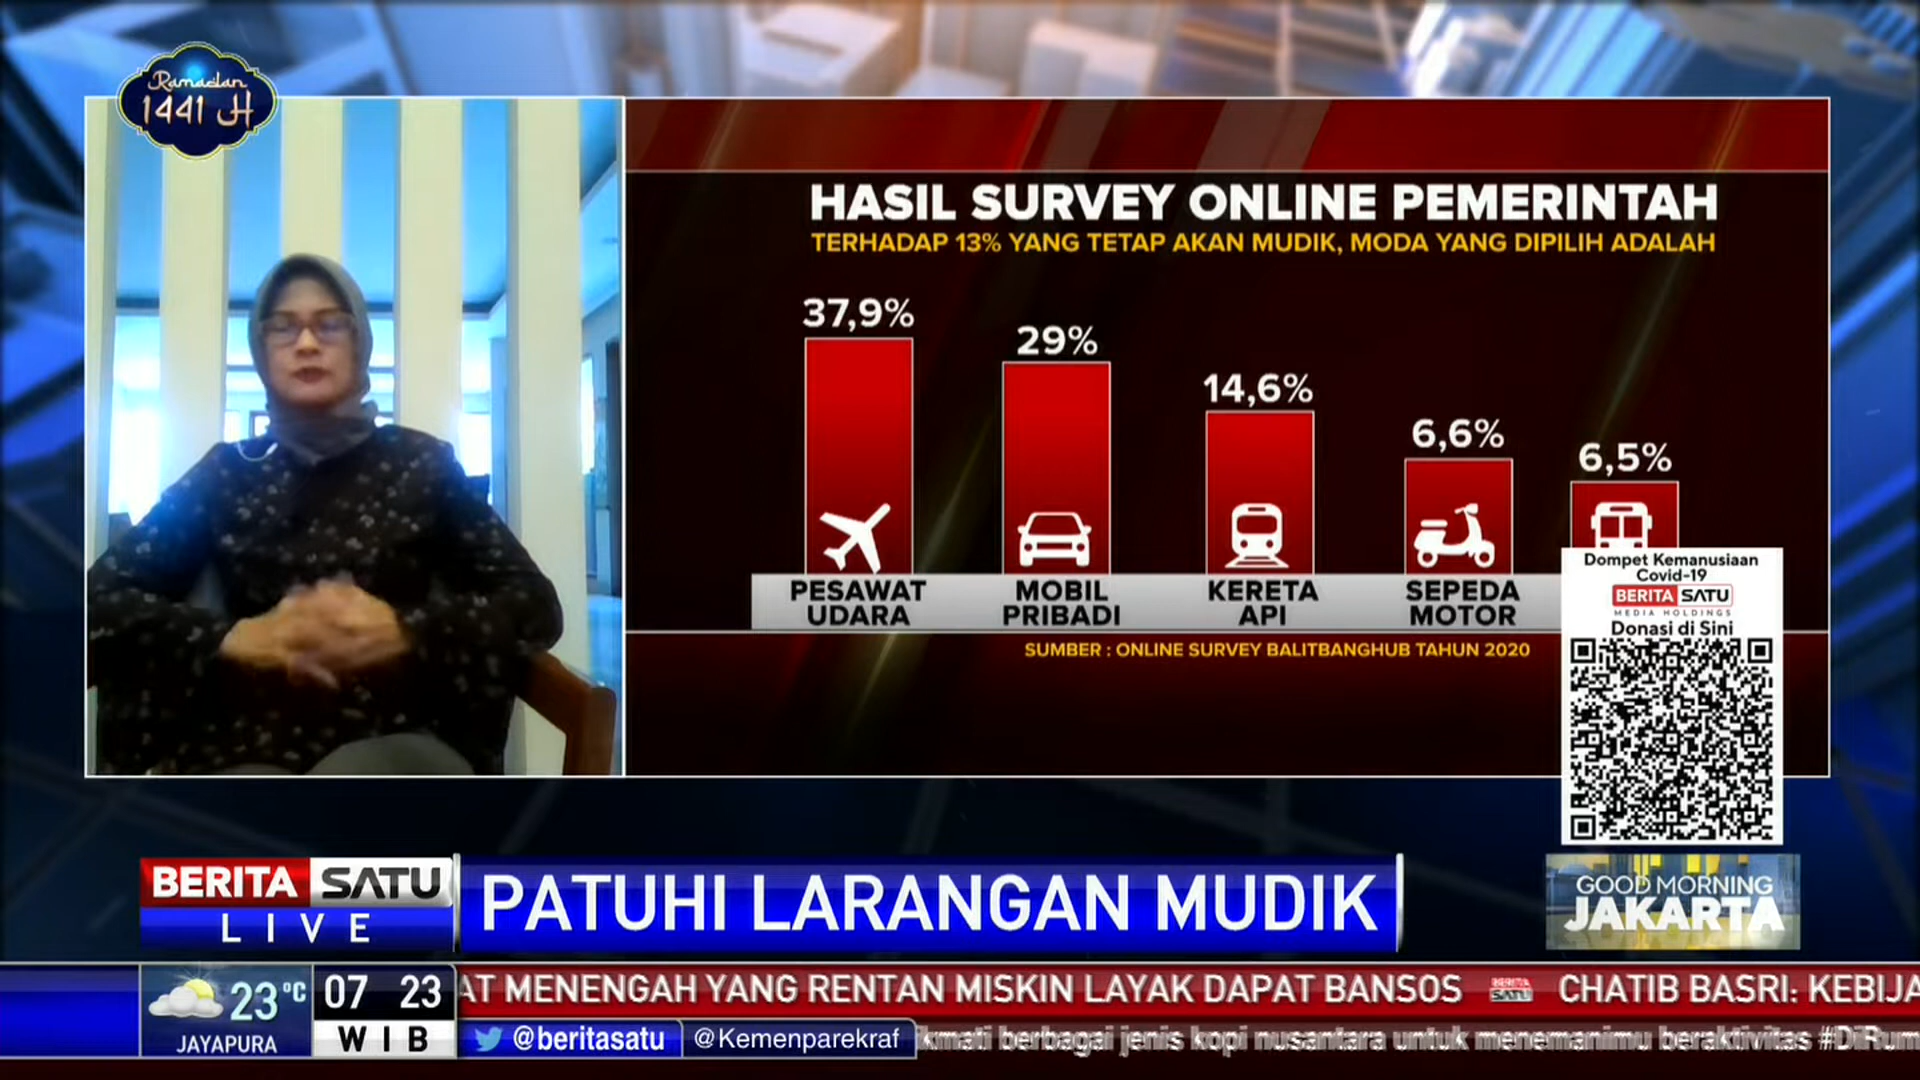 Ramadan
1441 H
HASIL SURVEY ONLINE PEMERINTAH
TERHADAP 13% YANG TETAP AKAN MUDIK, MODA YANG DIPILIH ADALAH
37,9%
29%
14,6%
6,6%
6,5%
PESAWAT UDARA
MOBIL PRIBADI
KERETA API
SEPEDA MOTOR
SUMBER : ONLINE SURVEY BALITBANGHUB TAHUN 2020
Dompet Kemanusiaan
Covid-19
BERITA SATU
MEDIA HOLDINGS
Donasi di Sini
BERITA SATU
LIVE
PATUHI LARANGAN MUDIK
GOOD MORNING
JAKARTA
23°C
JAYAPURA
07 23
WIB
AT MENENGAH YANG RENTAN MISKIN LAYAK DAPAT BANSOS BERITA SATU CHATIB BASRI: KEBIJA
@beritasatu @Kemenparekraf kmati berbagai jenis kopi nusantara untuk menemanimu beraktivitas #DiRum